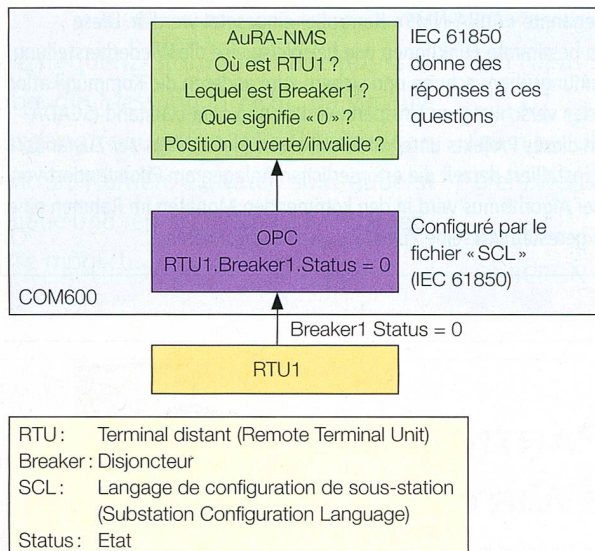 AuRA-NMS
Où est RTU1 ?
Lequel est Breaker1 ?
Que signifie « 0 » ?
Position ouverte/invalide ?
IEC 61850
donne des
réponses à ces
questions
OPC
RTU1.Breaker1.Status = 0
Configuré par le
fichier « SCL »
(IEC 61850)
COM600
Breaker1 Status = 0
RTU1
RTU : Terminal distant (Remote Terminal Unit)
Breaker : Disjoncteur
SCL : Langage de configuration de sous-station
(Substation Configuration Language)
Status : Etat